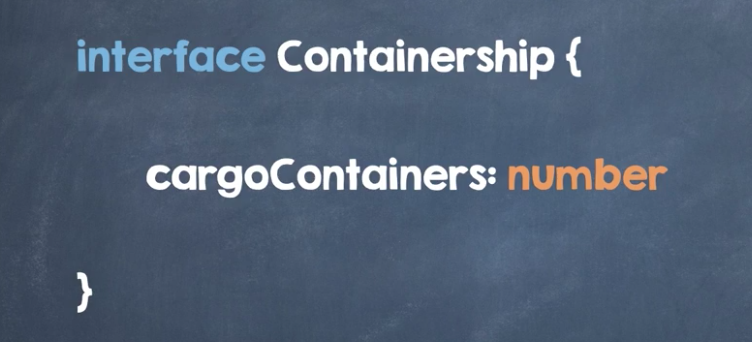 interface Containership {
cargoContainers: number
}